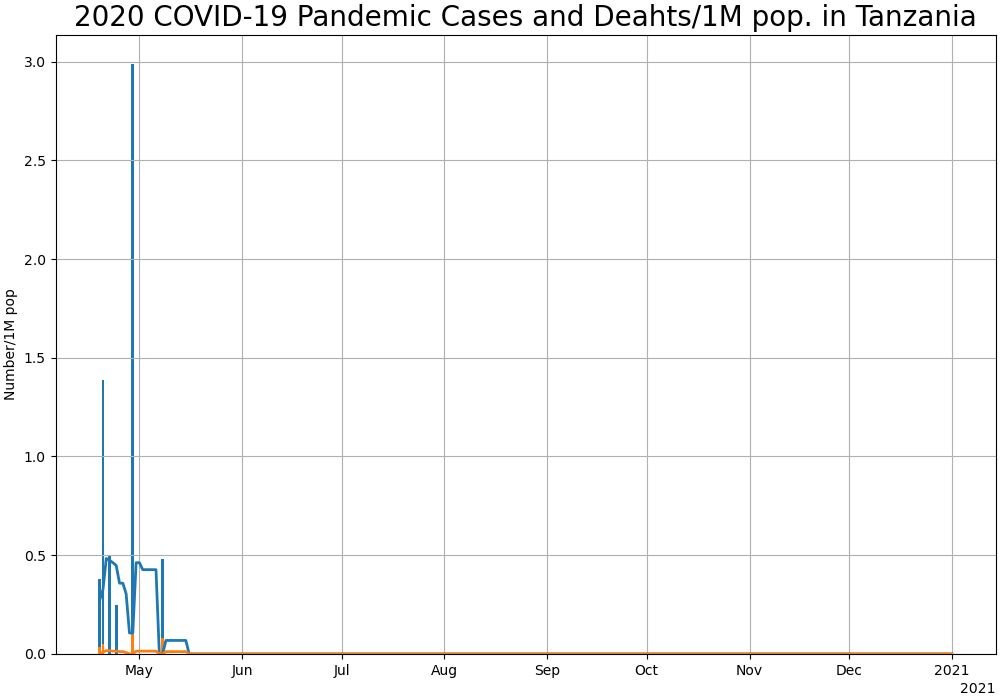 2020 COVID-19 Pandemic Cases and Deahts/1M pop. in Tanzania
Number/1M pop
3.0
2.5
2.0
1.5
1.0
0.5
0.0
May Jun Jul Aug Sep Oct Nov Dec 2021
2021